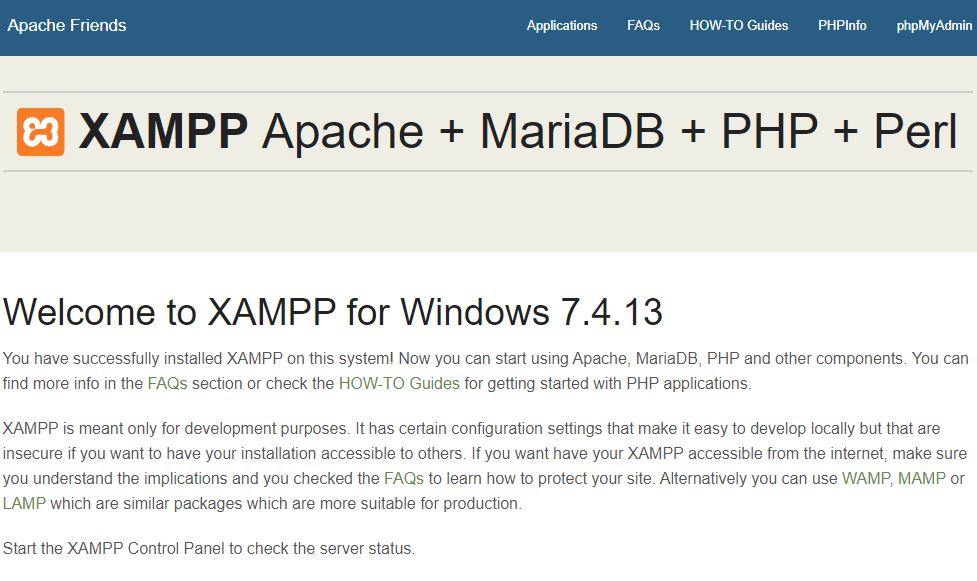 Apache Friends
Applications FAQs HOW-TO Guides PHPInfo phpMyAdmin
XAMPP Apache + MariaDB + PHP + Perl
Welcome to XAMPP for Windows 7.4.13
You have successfully installed XAMPP on this system! Now you can start using Apache, MariaDB, PHP and other components. You can
find more info in the FAQs section or check the HOW-TO Guides for getting started with PHP applications.
XAMPP is meant only for development purposes. It has certain configuration settings that make it easy to develop locally but that are
insecure if you want to have your installation accessible to others. If you want have your XAMPP accessible from the internet, make sure
you understand the implications and you checked the FAQs to learn how to protect your site. Alternatively you can use WAMP, MAMP or
LAMP which are similar packages which are more suitable for production.
Start the XAMPP Control Panel to check the server status.